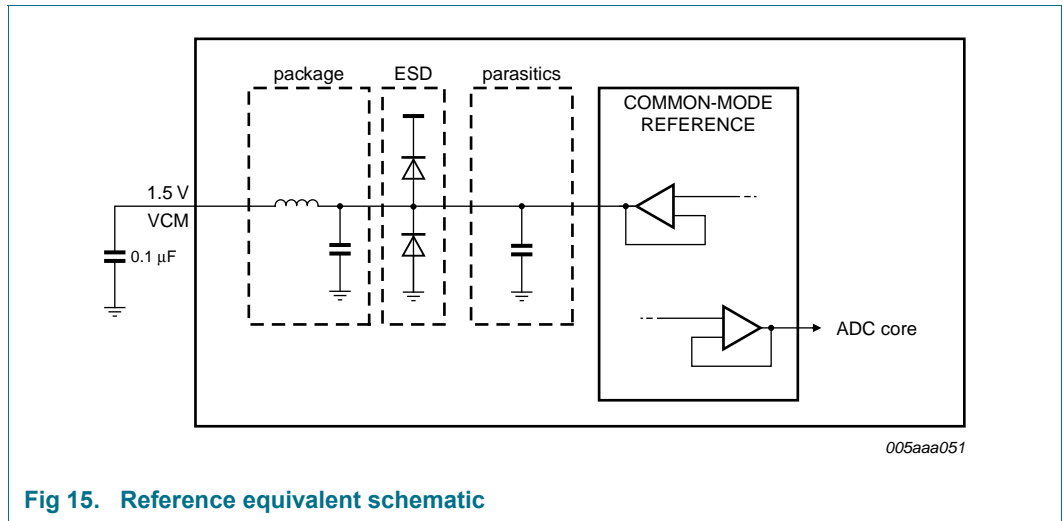 package
ESD
parasitics
COMMON-MODE
REFERENCE
1.5 V
VCM
0.1 μF
ADC core
005aaa051
Fig 15. Reference equivalent schematic